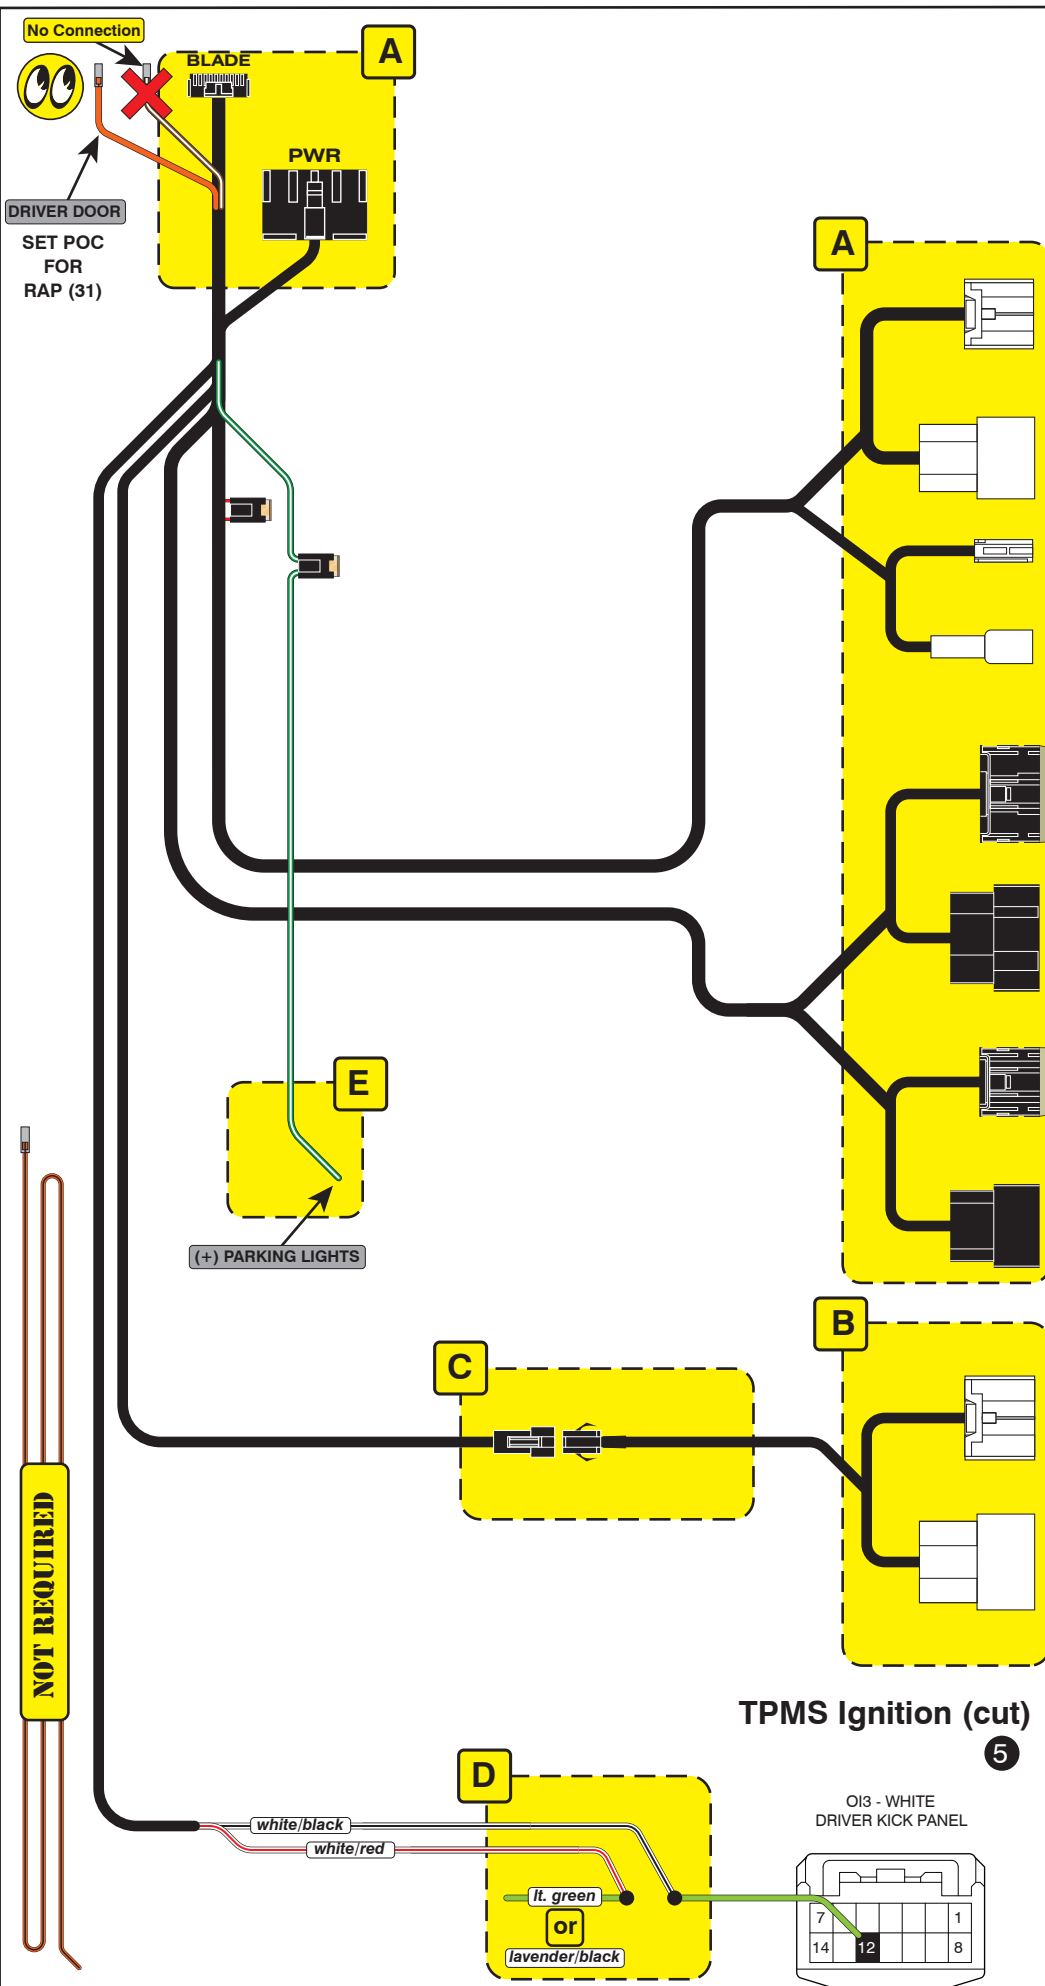 No Connection
BLADE
A
PWR
DRIVER DOOR
SET POC
FOR
RAP (31)
A
E
(+) PARKING LIGHTS
B
C
NOT REQUIRED
TPMS Ignition (cut)
5
D
OI3 - WHITE
DRIVER KICK PANEL
white/black
white/red
lt. green
or
lavender/black
7 1
14 12 8